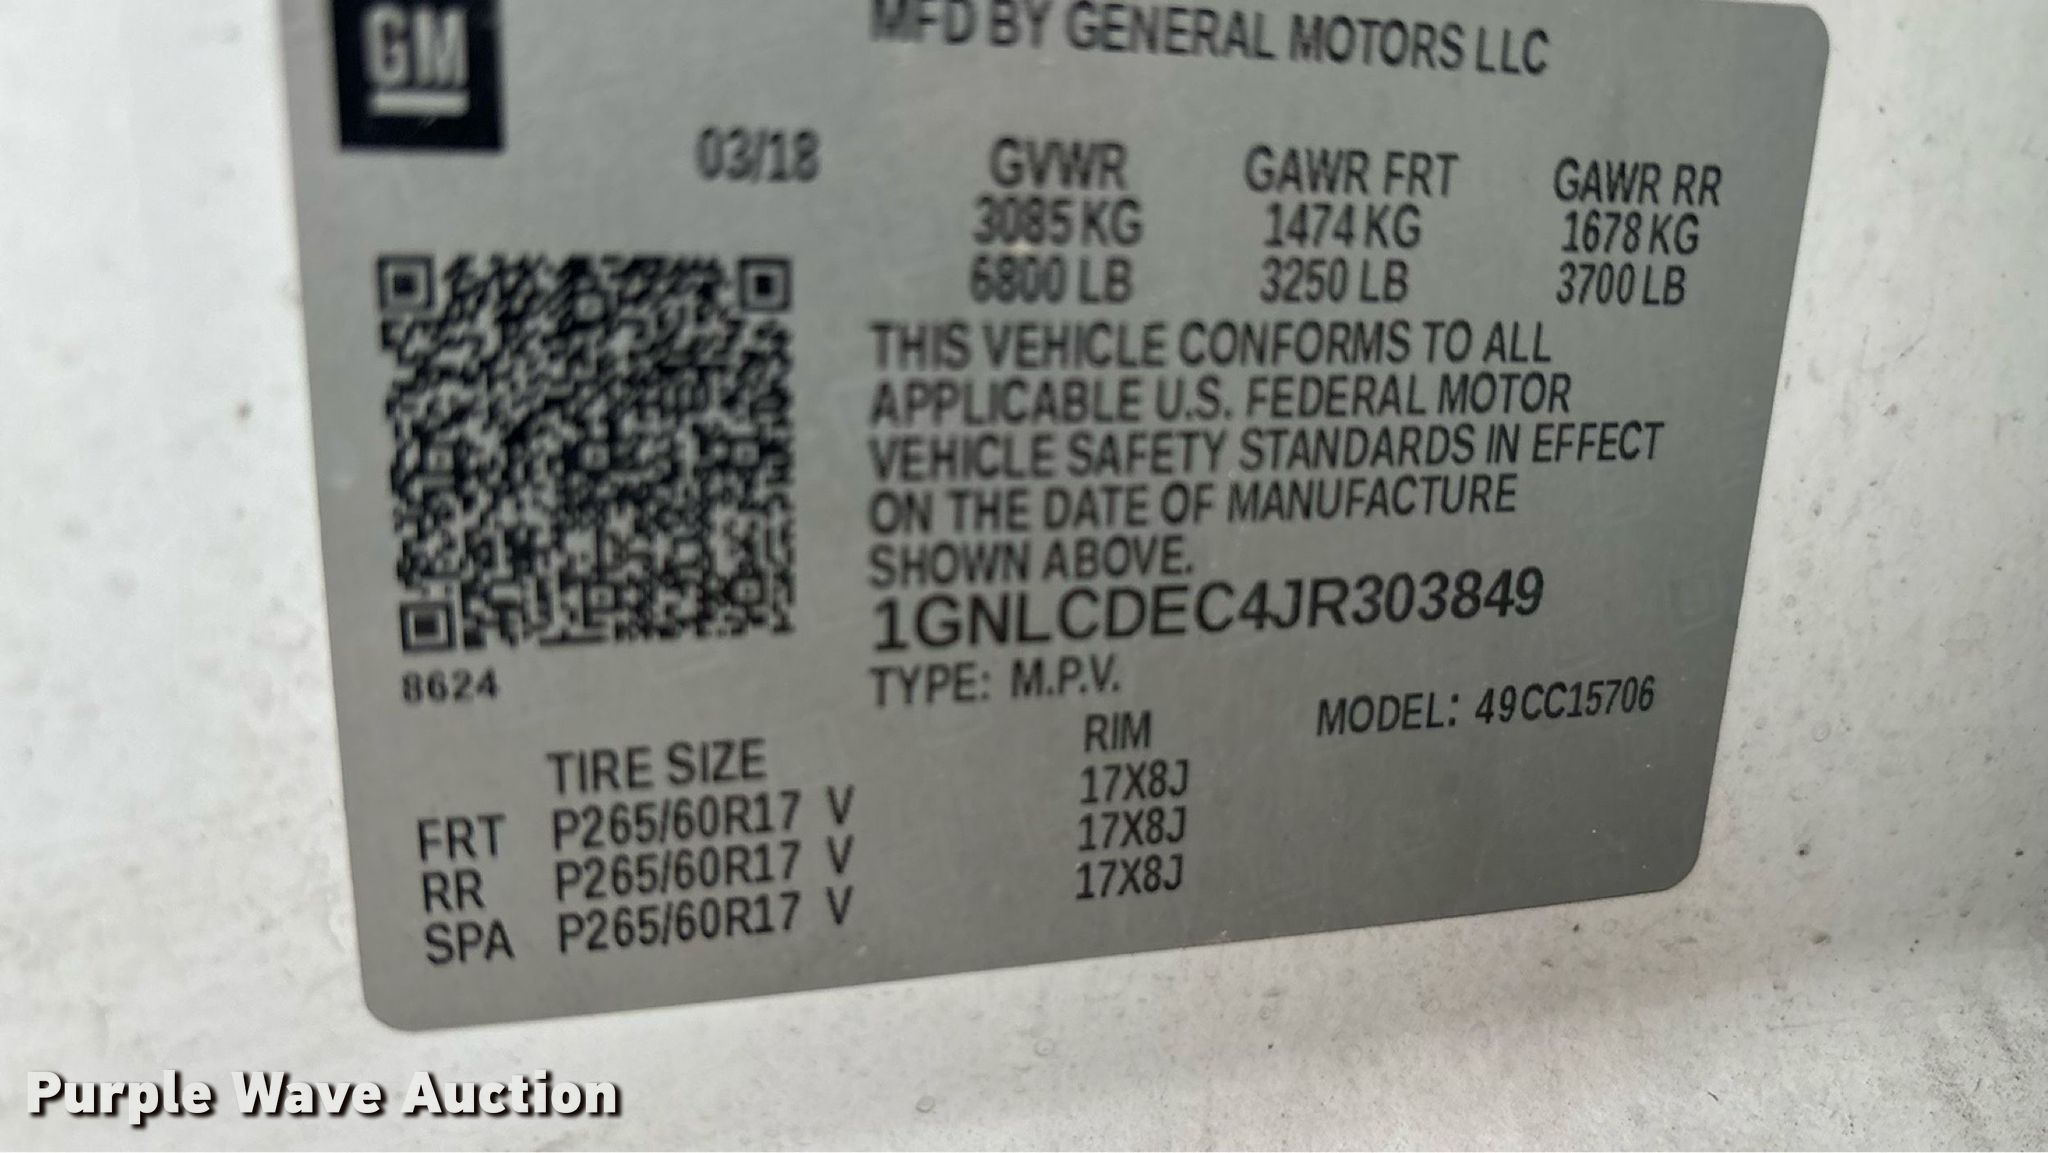 GM
MFD BY GENERAL MOTORS LLC
03/18
GVWR GAWR FRT GAWR RR
3085 KG 1474 KG 1678 KG
6800 LB 3250 LB 3700 LB
THIS VEHICLE CONFORMS TO ALL
APPLICABLE U.S. FEDERAL MOTOR
VEHICLE SAFETY STANDARDS IN EFFECT
ON THE DATE OF MANUFACTURE
SHOWN ABOVE.
1GNLCDEC4JR303849
8624
TYPE: M.P.V.
MODEL: 49CC15706
TIRE SIZE RIM
FRT P265/60R17 V 17X8J
RR P265/60R17 V 17X8J
SPA P265/60R17 V 17X8J
Purple Wave Auction